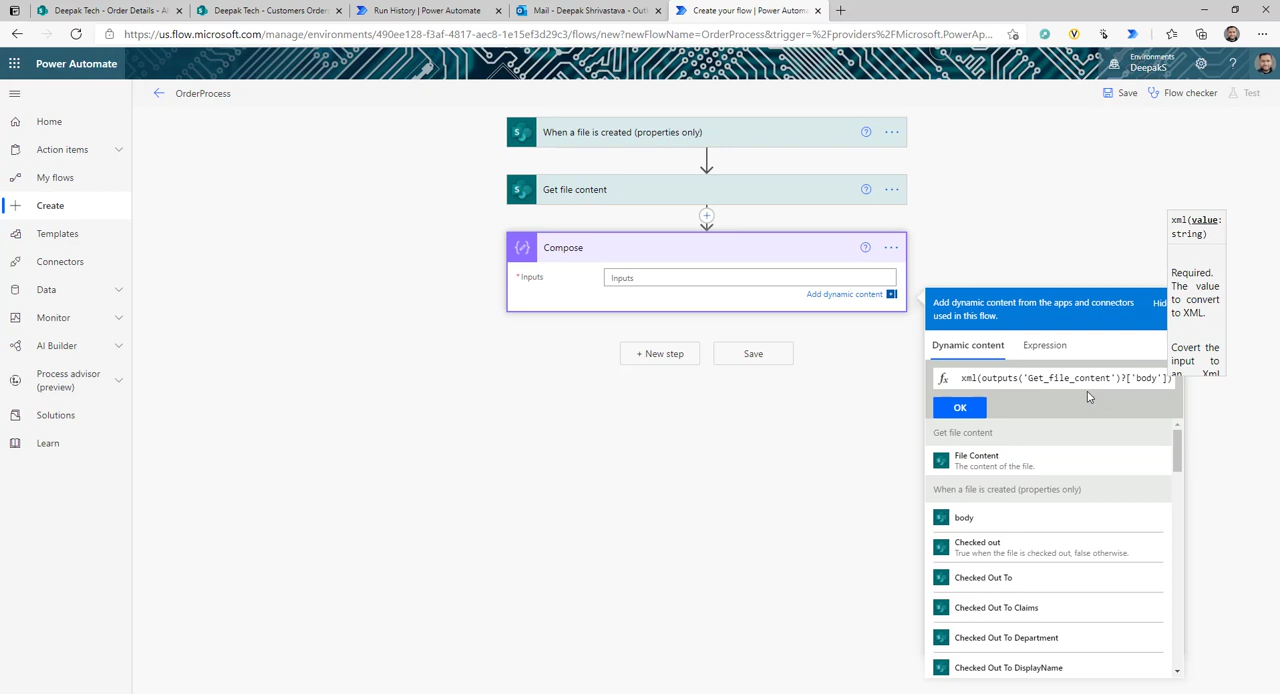 Deepak Tech - Order Details - Al
Deepak Tech - Customers Orders
Run History | Power Automate
Mail - Deepak Shrivastava - Outl
Create your flow | Power Automa
https://us.flow.microsoft.com/manage/environments/490ee128-f3af-4817-aec8-1e15ef3d29c3/flows/new?newFlowName=OrderProcess&trigger=%2Fproviders%2FMicrosoft.PowerAp...
Power Automate
Environments
DeepakS
OrderProcess
Save
Flow checker
Test
Home
Action items
My flows
Create
Templates
Connectors
Data
Monitor
AI Builder
Process advisor
(preview)
Solutions
Learn
When a file is created (properties only)
Get file content
Compose
* Inputs
Inputs
Add dynamic content
+ New step
Save
Add dynamic content from the apps and connectors
used in this flow.
Hid
Dynamic content
Expression
fx xml(outputs('Get_file_content')?['body'])
OK
Get file content
File Content
The content of the file.
When a file is created (properties only)
body
Checked out
True when the file is checked out, false otherwise.
Checked Out To
Checked Out To Claims
Checked Out To Department
Checked Out To DisplayName
xml(value:
string)
Required.
The value
to convert
to XML.
Covert the
input to
an Xml